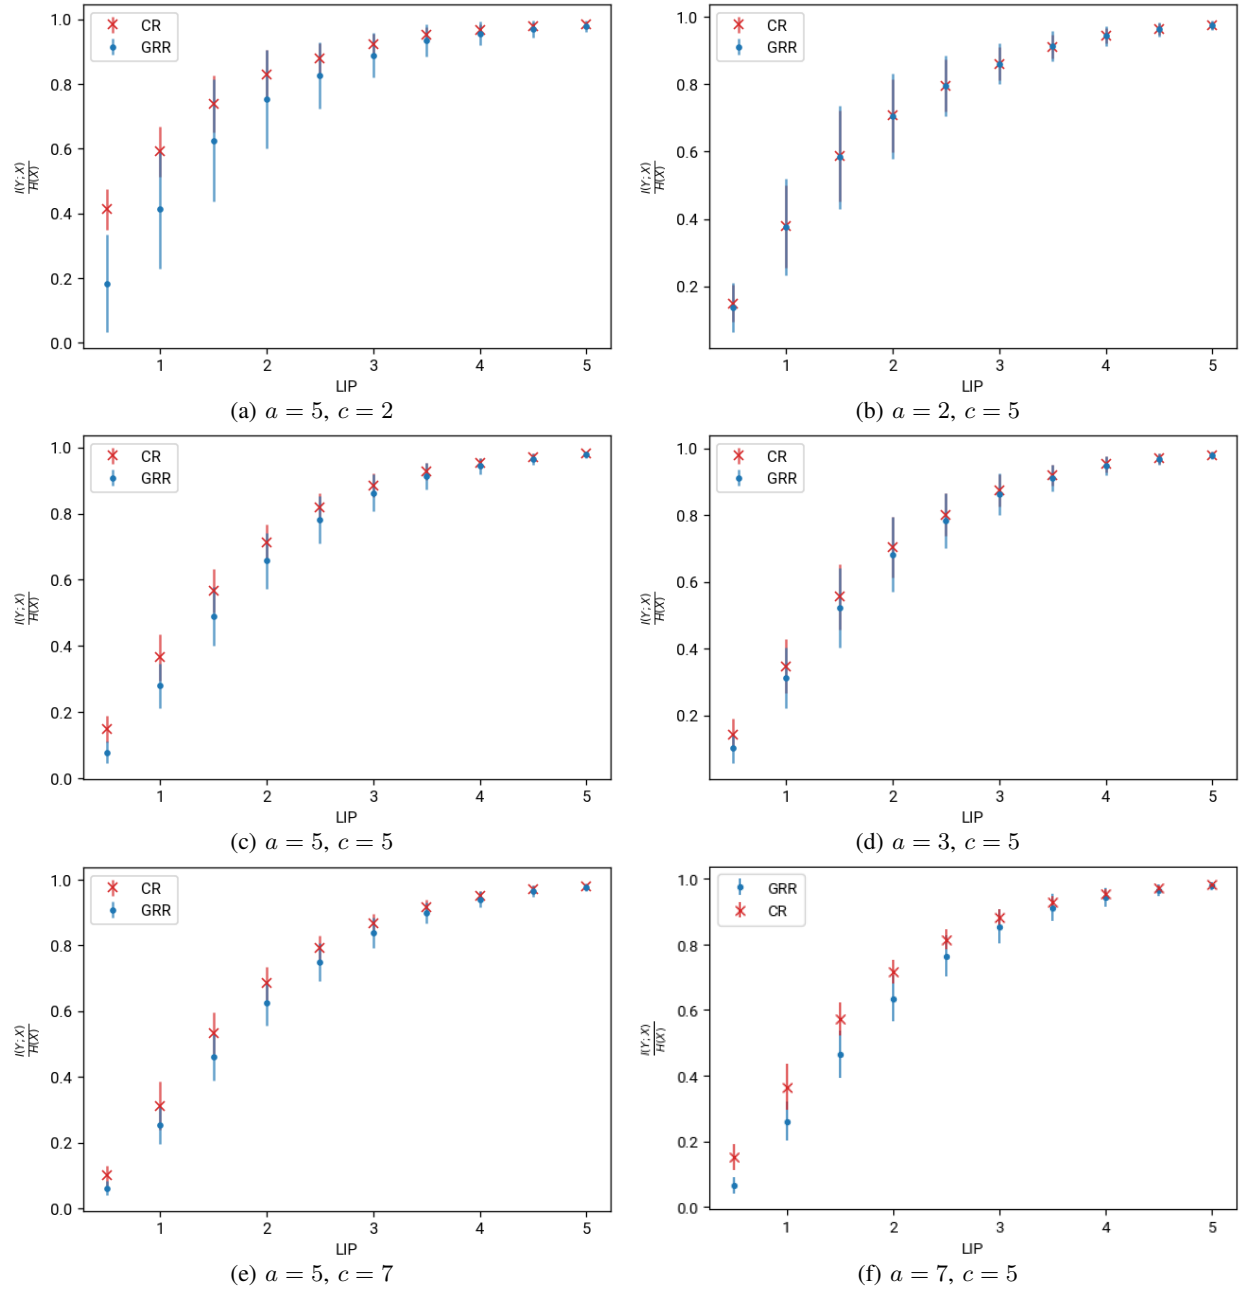 CR
GRR
1.0
0.8
0.6
0.4
0.2
0.0
I(Y; X)
H(X)
1 2 3 4 5
LIP
(a) a = 5, c = 2
CR
GRR
1.0
0.8
0.6
0.4
0.2
I(Y; X)
H(X)
1 2 3 4 5
LIP
(b) a = 2, c = 5
CR
GRR
1.0
0.8
0.6
0.4
0.2
0.0
I(Y; X)
H(X)
1 2 3 4 5
LIP
(c) a = 5, c = 5
CR
GRR
1.0
0.8
0.6
0.4
0.2
I(Y; X)
H(X)
1 2 3 4 5
LIP
(d) a = 3, c = 5
CR
GRR
1.0
0.8
0.6
0.4
0.2
0.0
I(Y; X)
H(X)
1 2 3 4 5
LIP
(e) a = 5, c = 7
GRR
CR
1.0
0.8
0.6
0.4
0.2
0.0
I(Y; X)
H(X)
1 2 3 4 5
LIP
(f) a = 7, c = 5